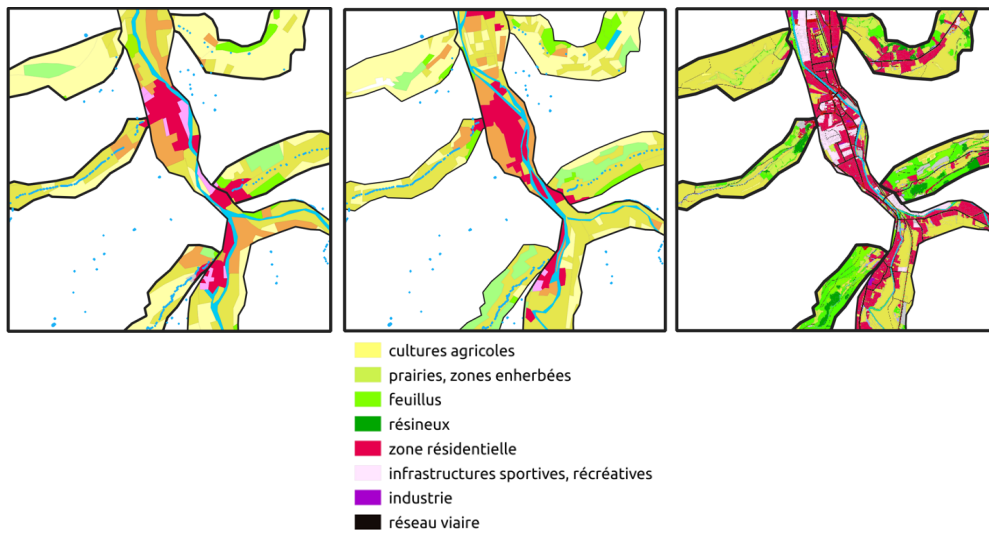 cultures agricoles
prairies, zones enherbées
feuillus
résineux
zone résidentielle
infrastructures sportives, récréatives
industrie
réseau viaire